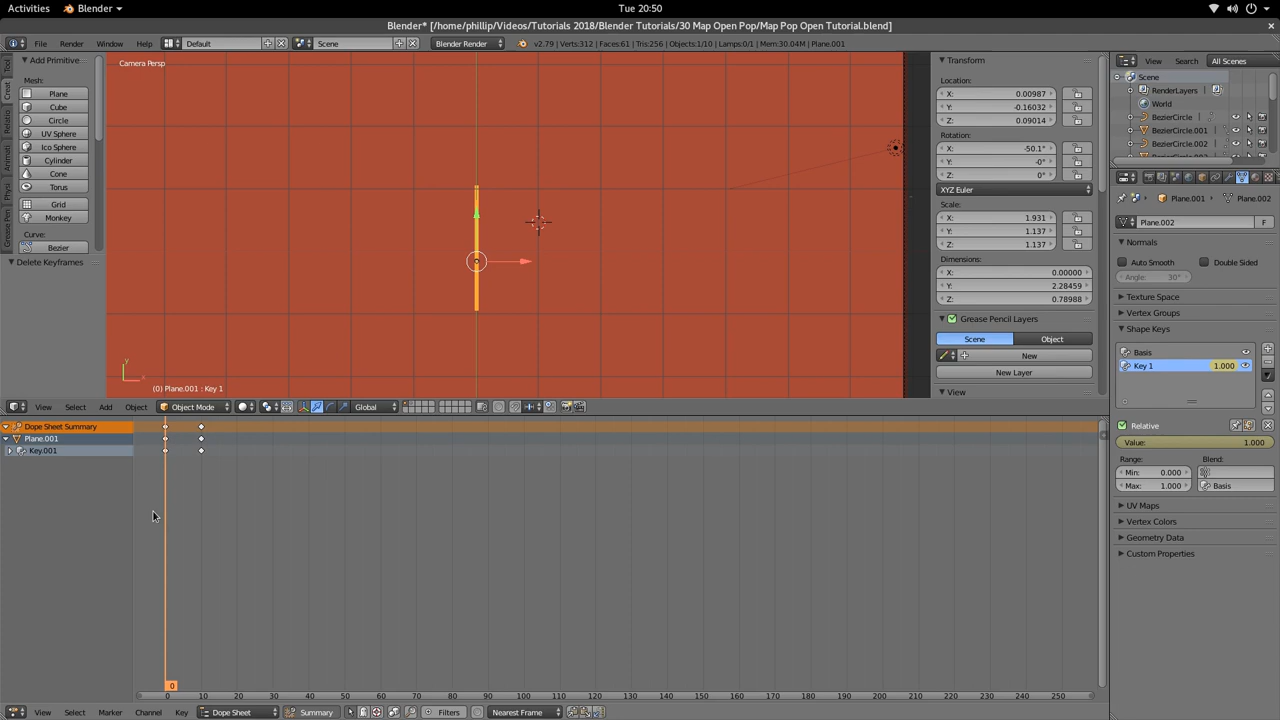 Activities Blender Tue 20:50
Blender* [/home/phillip/Videos/Tutorials 2018/Blender Tutorials/30 Map Open Pop/Map Pop Open Tutorial.blend]
File Render Window Help Default Scene Blender Render v2.79 | Verts:312 | Faces:61 | Tris:256 | Objects:1/10 | Lamps:0/1 | Mem:30.04M | Plane.001
View Search All Scenes
Add Primitive
Mesh:
Plane
Cube
Circle
UV Sphere
Ico Sphere
Cylinder
Cone
Torus
Grid
Monkey
Curve:
Bezier
Delete Keyframes
Tool
Creat
Relatio
Animati
Physi
Grease Pen
Camera Persp
y
x
(0) Plane.001 : Key 1
Transform
Location:
X: 0.00987
Y: -0.16032
Z: 0.09014
Rotation:
X: -50.1°
Y: -0°
Z: 0°
XYZ Euler
Scale:
X: 1.931
Y: 1.137
Z: 1.137
Dimensions:
X: 0.00000
Y: 2.28459
Z: 0.78988
Grease Pencil Layers
Scene Object
New
New Layer
View
Scene
RenderLayers
World
BezierCircle
BezierCircle.001
BezierCircle.002
Plane.001 Plane.002
Plane.002 F
Normals
Auto Smooth Double Sided
Angle: 30°
Texture Space
Vertex Groups
Shape Keys
Basis
Key 1 1.000
Relative
Value: 1.000
Range: Blend:
Min: 0.000
Max: 1.000 Basis
UV Maps
Vertex Colors
Geometry Data
Custom Properties
View Select Add Object Object Mode Global
Dope Sheet Summary
Plane.001
Key.001
0
0 10 20 30 40 50 60 70 80 90 100 110 120 130 140 150 160 170 180 190 200 210 220 230 240 250
View Select Marker Channel Key Dope Sheet Summary Filters Nearest Frame